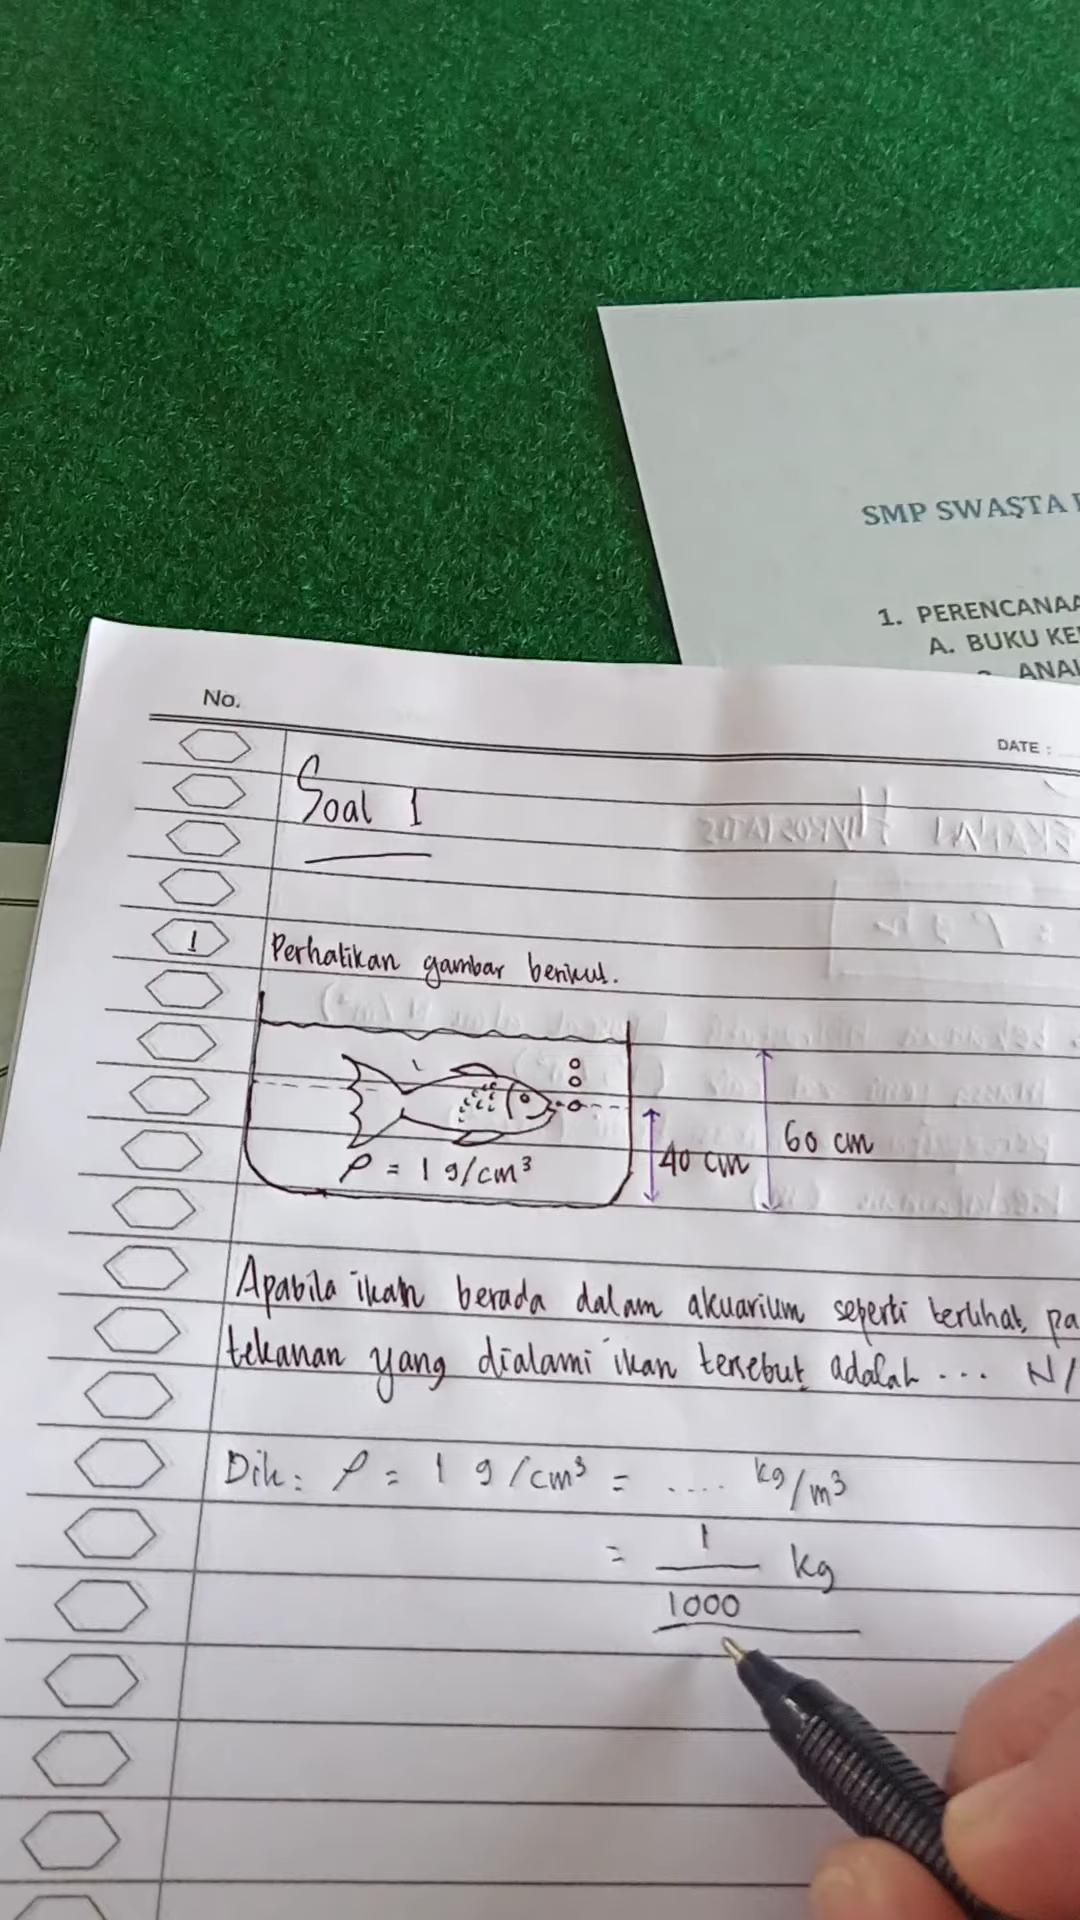 SMP SWASTA
1. PERENCANAA
A. BUKU KE
ANAL
No.
DATE :
Soal 1
1 Perhatikan gambar berikut.
60 cm
40 cm
ρ = 1 g/cm³
Apabila ikan berada dalam akuarium seperti terlihat, pa
tekanan yang dialami ikan tersebut adalah ... N/
Dik: ρ = 1 g/cm³ = .... kg/m³
= 1/1000 kg